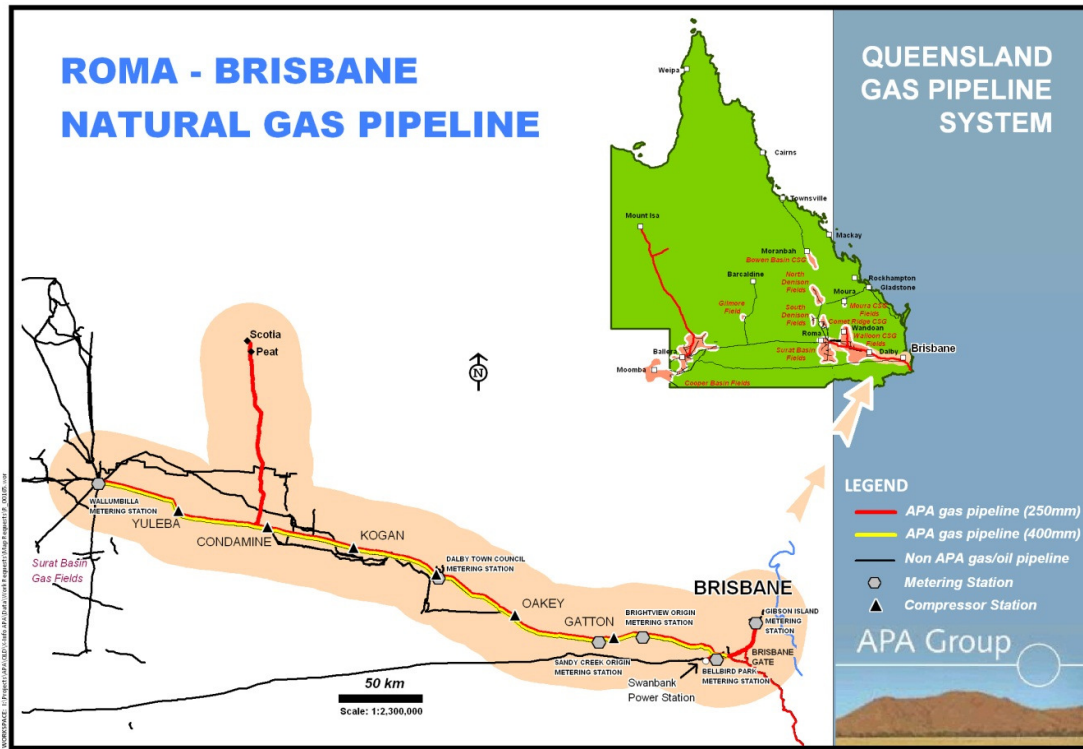 ROMA - BRISBANE
NATURAL GAS PIPELINE
QUEENSLAND
GAS PIPELINE
SYSTEM
Weipa
Cairns
Townsville
Mount Isa
Mackay
Moranbah
Bowen Basin CSG
Barcaldine
North
Denison
Fields
Rockhampton
Gladstone
Moura
Gilmore
Field
South
Denison
Fields
Moura CSG
Fields
Comet Ridge CSG
Wandoan
Walloon CSG
Fields
Roma
Dalby
Brisbane
Ballera
Surat Basin
Fields
Moomba
Cooper Basin Fields
Scotia
Peat
N
WALLUMBILLA
METERING STATION
YULEBA
CONDAMINE
KOGAN
Surat Basin
Gas Fields
DALBY TOWN COUNCIL
METERING STATION
OAKEY
GATTON
BRISBANE
BRIGHTVIEW ORIGIN
METERING STATION
GIBSON ISLAND
METERING
STATION
SANDY CREEK ORIGIN
METERING STATION
BRISBANE
GATE
BELLBIRD PARK
METERING STATION
Swanbank
Power Station
50 km
Scale: 1:2,300,000
LEGEND
APA gas pipeline (250mm)
APA gas pipeline (400mm)
Non APA gas/oil pipeline
Metering Station
Compressor Station
APA Group